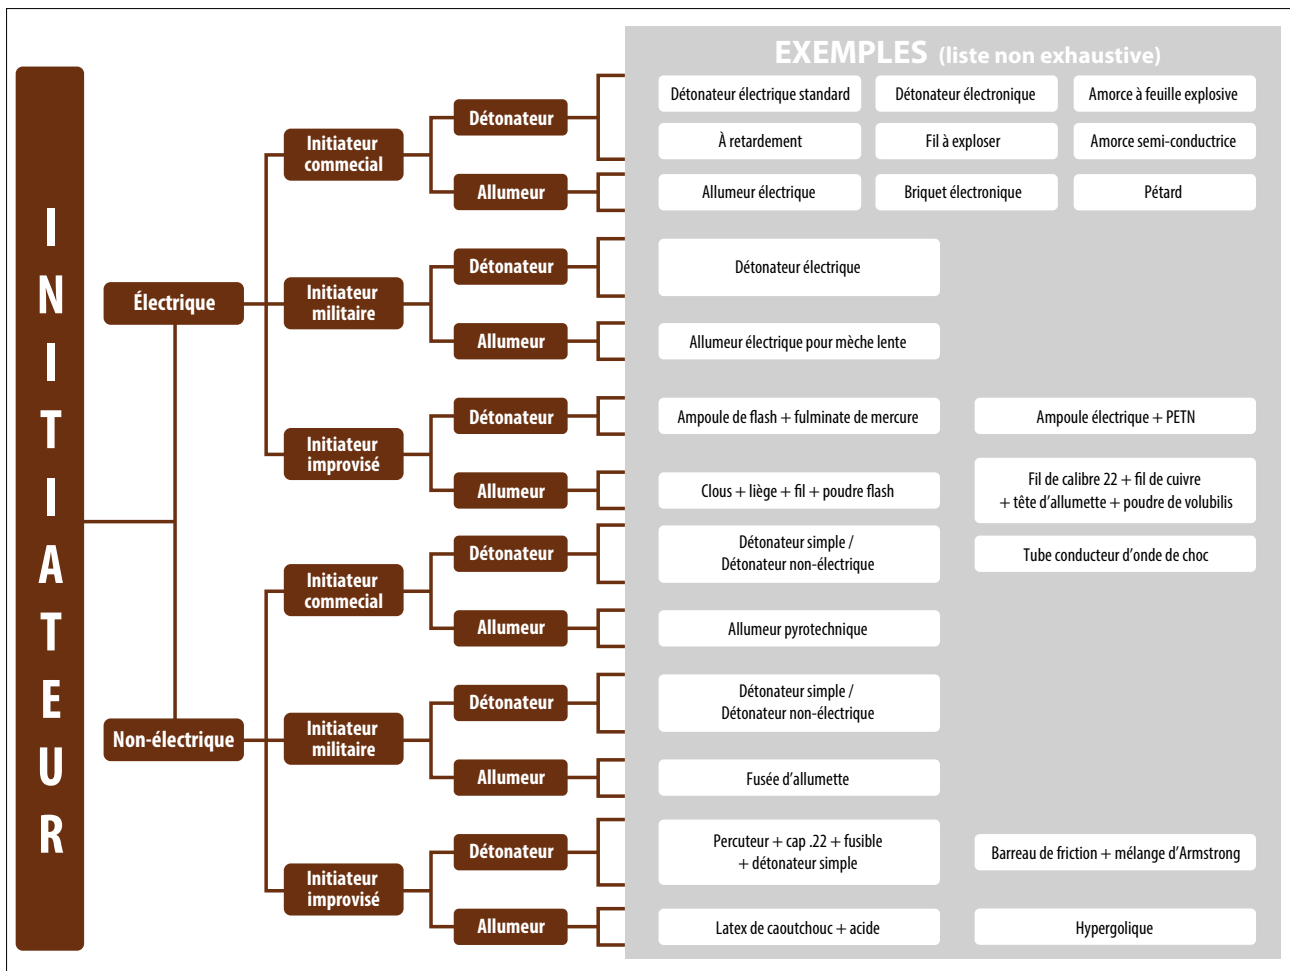 EXEMPLES (liste non exhaustive)
INITIATEUR
Électrique
Initiateur
commecial
Détonateur
Détonateur électrique standard
Détonateur électronique
Amorce à feuille explosive
À retardement
Fil à exploser
Amorce semi-conductrice
Allumeur
Allumeur électrique
Briquet électronique
Pétard
Initiateur
militaire
Détonateur
Détonateur électrique
Allumeur
Allumeur électrique pour mèche lente
Initiateur
improvisé
Détonateur
Ampoule de flash + fulminate de mercure
Ampoule électrique + PETN
Allumeur
Clous + liège + fil + poudre flash
Fil de calibre 22 + fil de cuivre
+ tête d’allumette + poudre de volubilis
Non-électrique
Initiateur
commecial
Détonateur
Détonateur simple /
Détonateur non-électrique
Tube conducteur d’onde de choc
Allumeur
Allumeur pyrotechnique
Initiateur
militaire
Détonateur
Détonateur simple /
Détonateur non-électrique
Allumeur
Fusée d’allumette
Initiateur
improvisé
Détonateur
Percuteur + cap .22 + fusible
+ détonateur simple
Barreau de friction + mélange d’Armstrong
Allumeur
Latex de caoutchouc + acide
Hypergolique